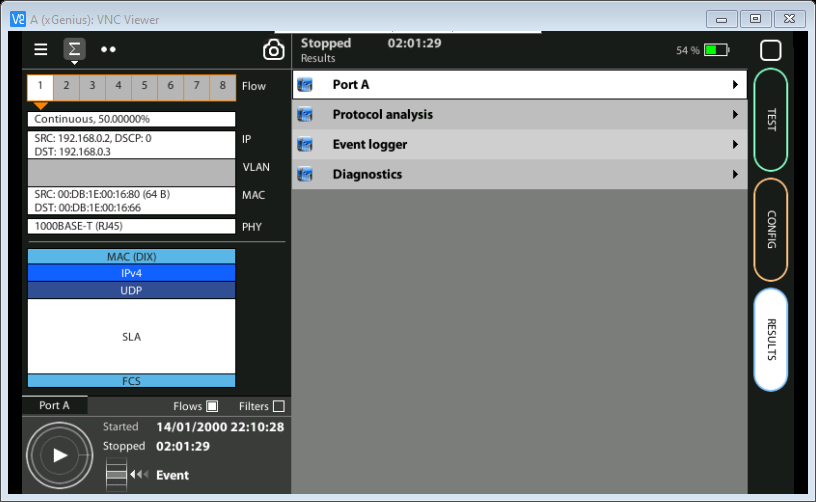 VC A (xGenius): VNC Viewer
Σ
Stopped 02:01:29
Results
54 %
1 2 3 4 5 6 7 8 Flow
Continuous, 50.00000%
SRC: 192.168.0.2, DSCP: 0 IP
DST: 192.168.0.3
VLAN
SRC: 00:DB:1E:00:16:80 (64 B) MAC
DST: 00:DB:1E:00:16:66
1000BASE-T (RJ45) PHY
MAC (DIX)
IPv4
UDP
SLA
FCS
Port A Flows Filters
Started 14/01/2000 22:10:28
Stopped 02:01:29
Event
Port A
Protocol analysis
Event logger
Diagnostics
TEST
CONFIG
RESULTS